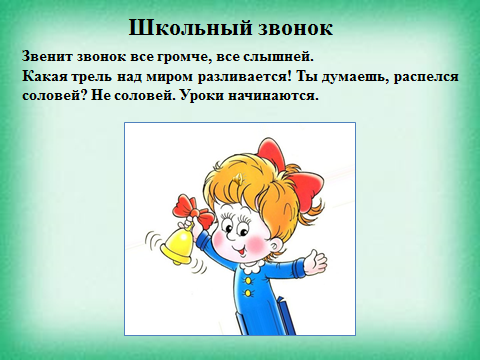 Школьный звонок
Звенит звонок все громче, все слышней.
Какая трель над миром разливается! Ты думаешь, распелся
соловей? Не соловей. Уроки начинаются.